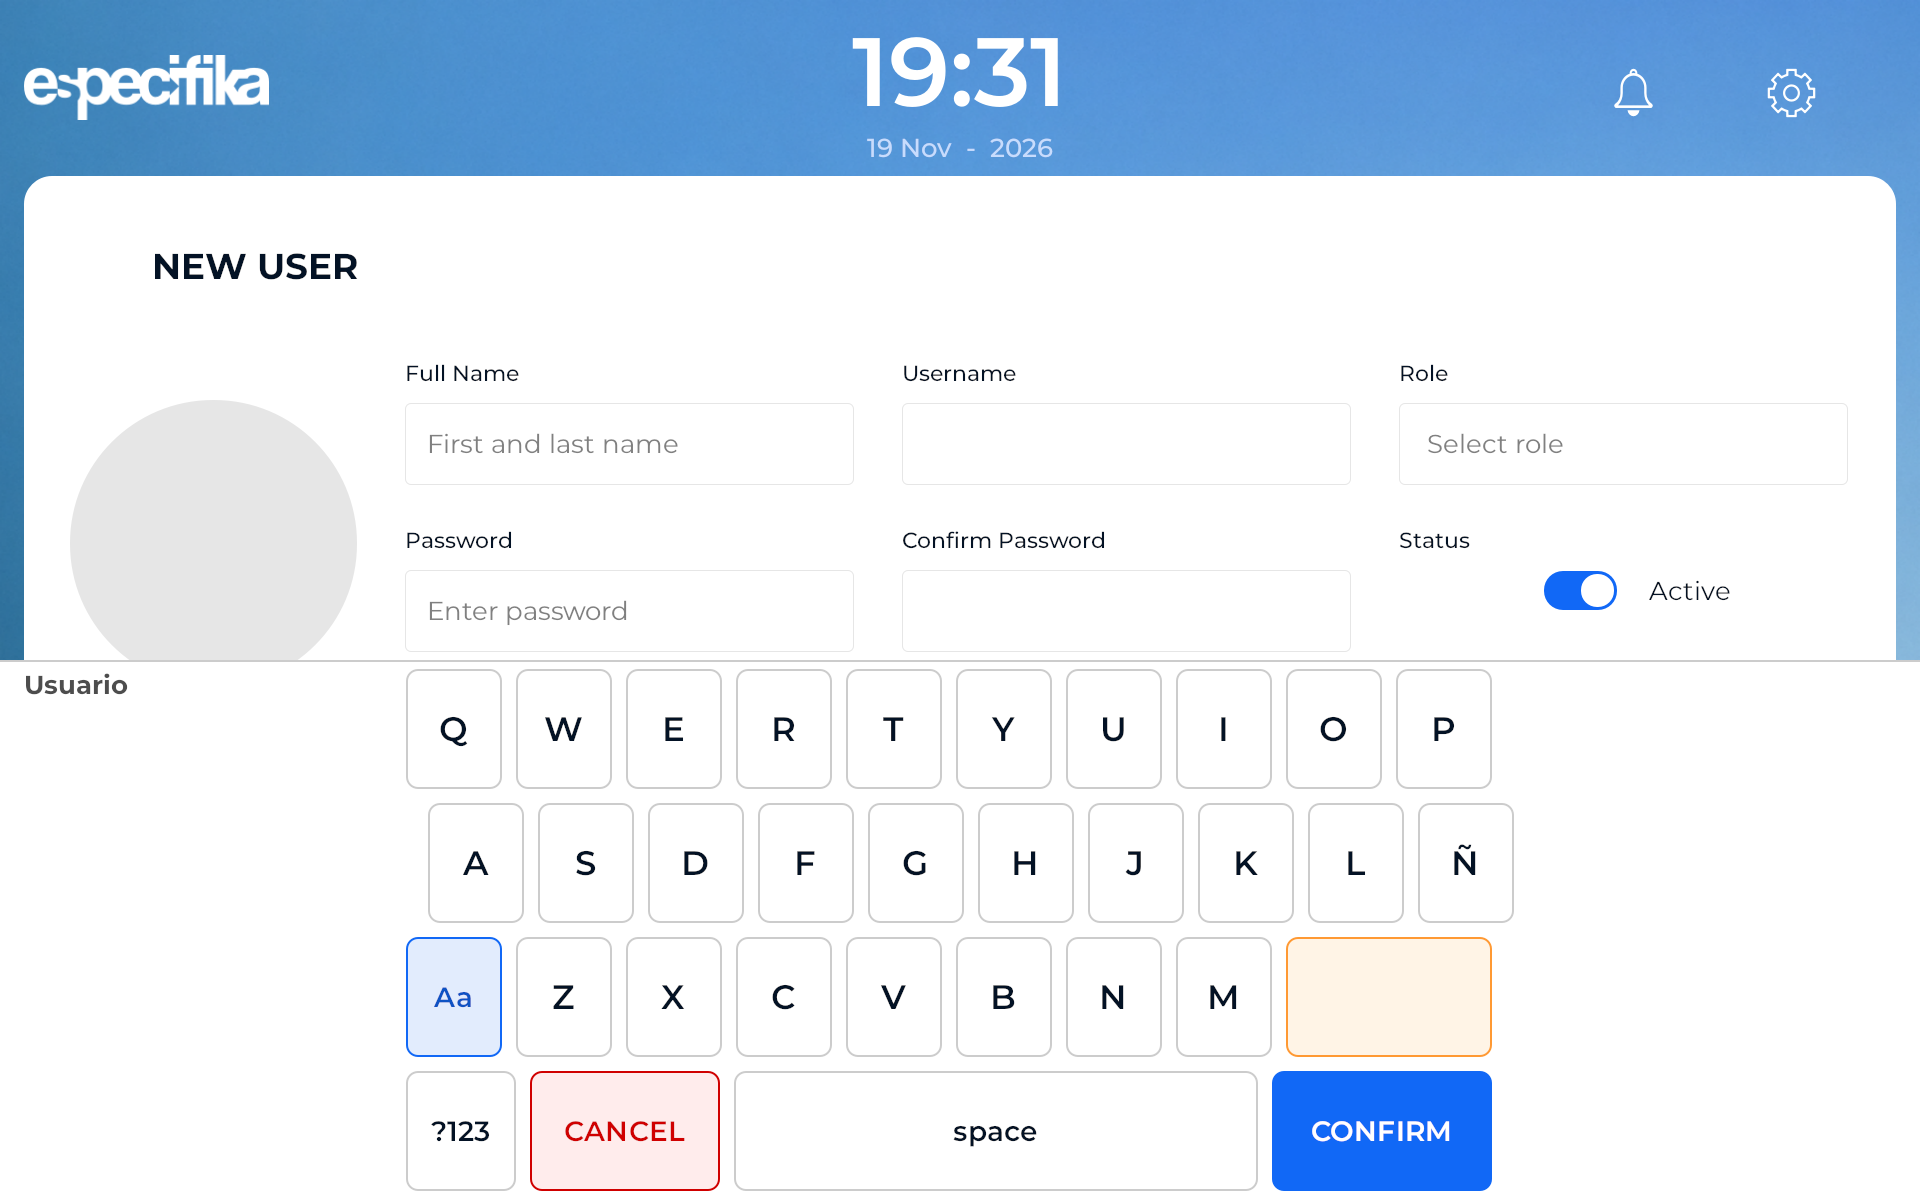 especifika
19:31
19 Nov - 2026
NEW USER
Full Name
Username
Role
First and last name
Select role
Password
Confirm Password
Status
Enter password
Active
Usuario
Q W E R T Y U I O P
A S D F G H J K L Ñ
Aa Z X C V B N M
?123 CANCEL space CONFIRM